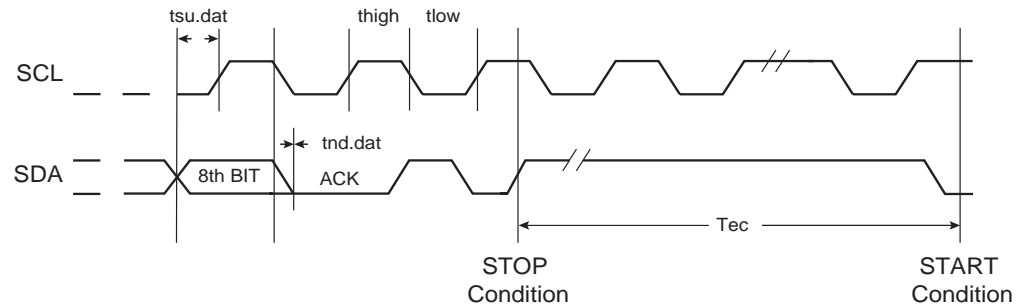 tsu.dat
thigh
tlow
SCL
tnd.dat
SDA
8th BIT
ACK
Tec
STOP
Condition
START
Condition